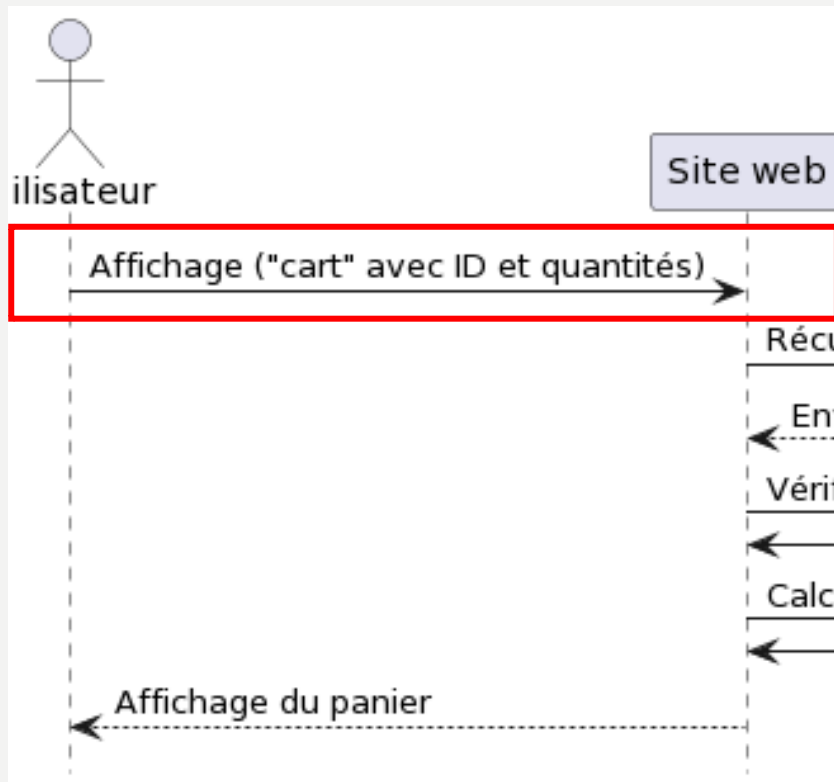 Site web
ilisateur
Affichage ("cart" avec ID et quantités)
Affichage du panier